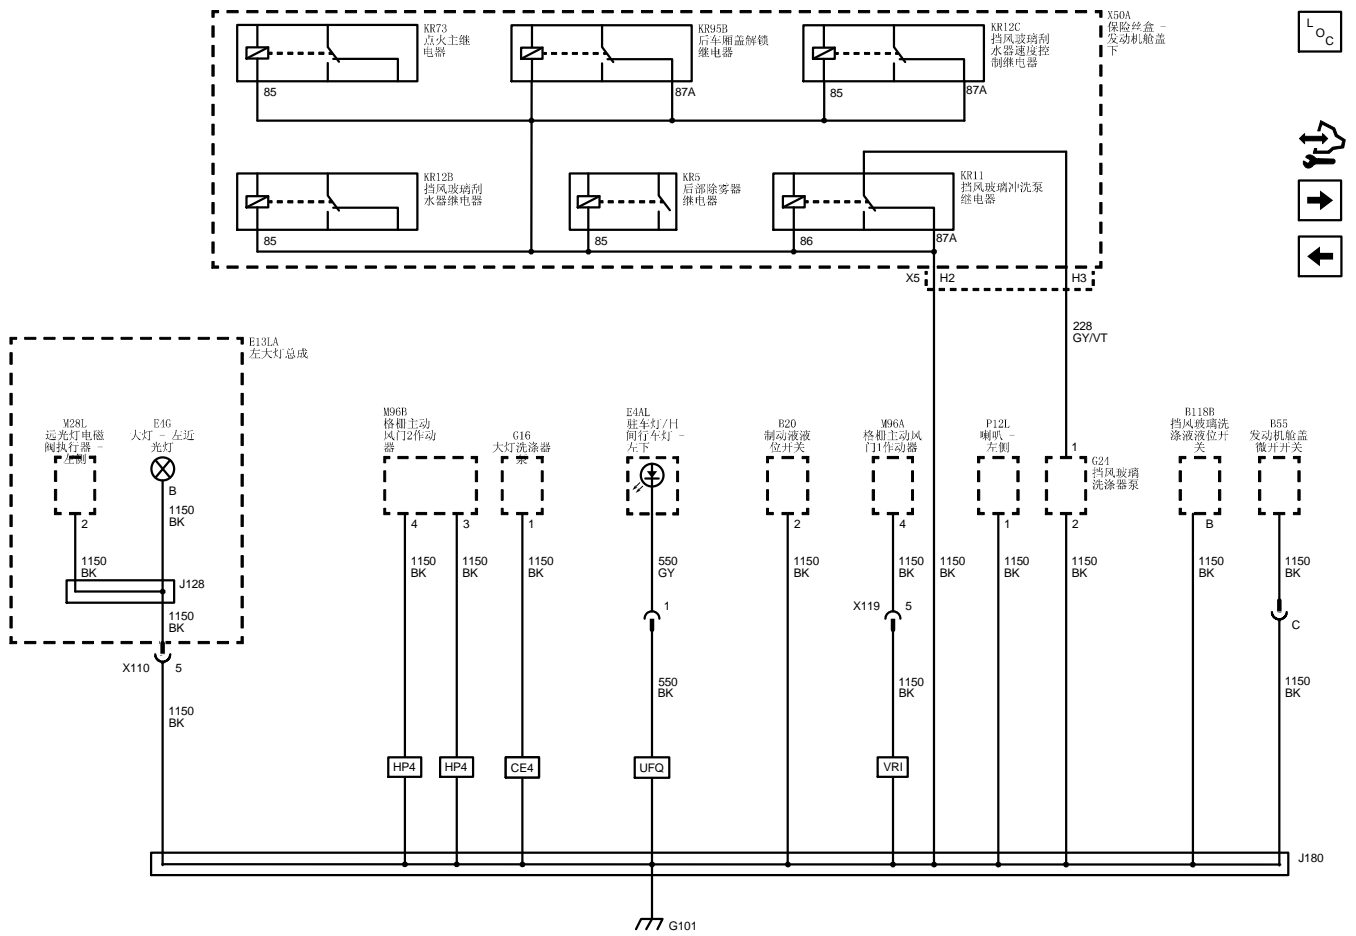 X50A
保险丝盒 -
发动机舱盖
下
L
O
C
KR73
点火主继
电器
85
KR95B
后车厢盖解锁
继电器
87A
KR12C
挡风玻璃刮
水器速度控
制继电器
85
87A
KR12B
挡风玻璃刮
水器继电器
85
KR5
后部除雾器
继电器
85
KR11
挡风玻璃冲洗泵
继电器
86
87A
X5
H2
H3
228
GY/VT
E13LA
左大灯总成
M28L
远光灯电磁
阀执行器 -
左侧
2
E4G
大灯 - 左近
光灯
B
1150
BK
1150
BK
J128
1150
BK
X110
5
1150
BK
M96B
格栅主动
风门2作动
器
4
3
1150
BK
1150
BK
HP4
HP4
G16
大灯洗涤器
泵
1
1150
BK
CE4
E4AL
驻车灯/日
间行车灯 -
左下
550
GY
1
550
BK
UFQ
B20
制动液液
位开关
2
1150
BK
M96A
格栅主动风
门1作动器
4
1150
BK
X119
5
1150
BK
VRI
1150
BK
P12L
喇叭 -
左侧
1
1150
BK
1
G24
挡风玻璃
洗涤器泵
2
1150
BK
B118B
挡风玻璃洗
涤液液位开
关
B
1150
BK
B55
发动机舱盖
微开开关
1150
BK
C
1150
BK
J180
G101